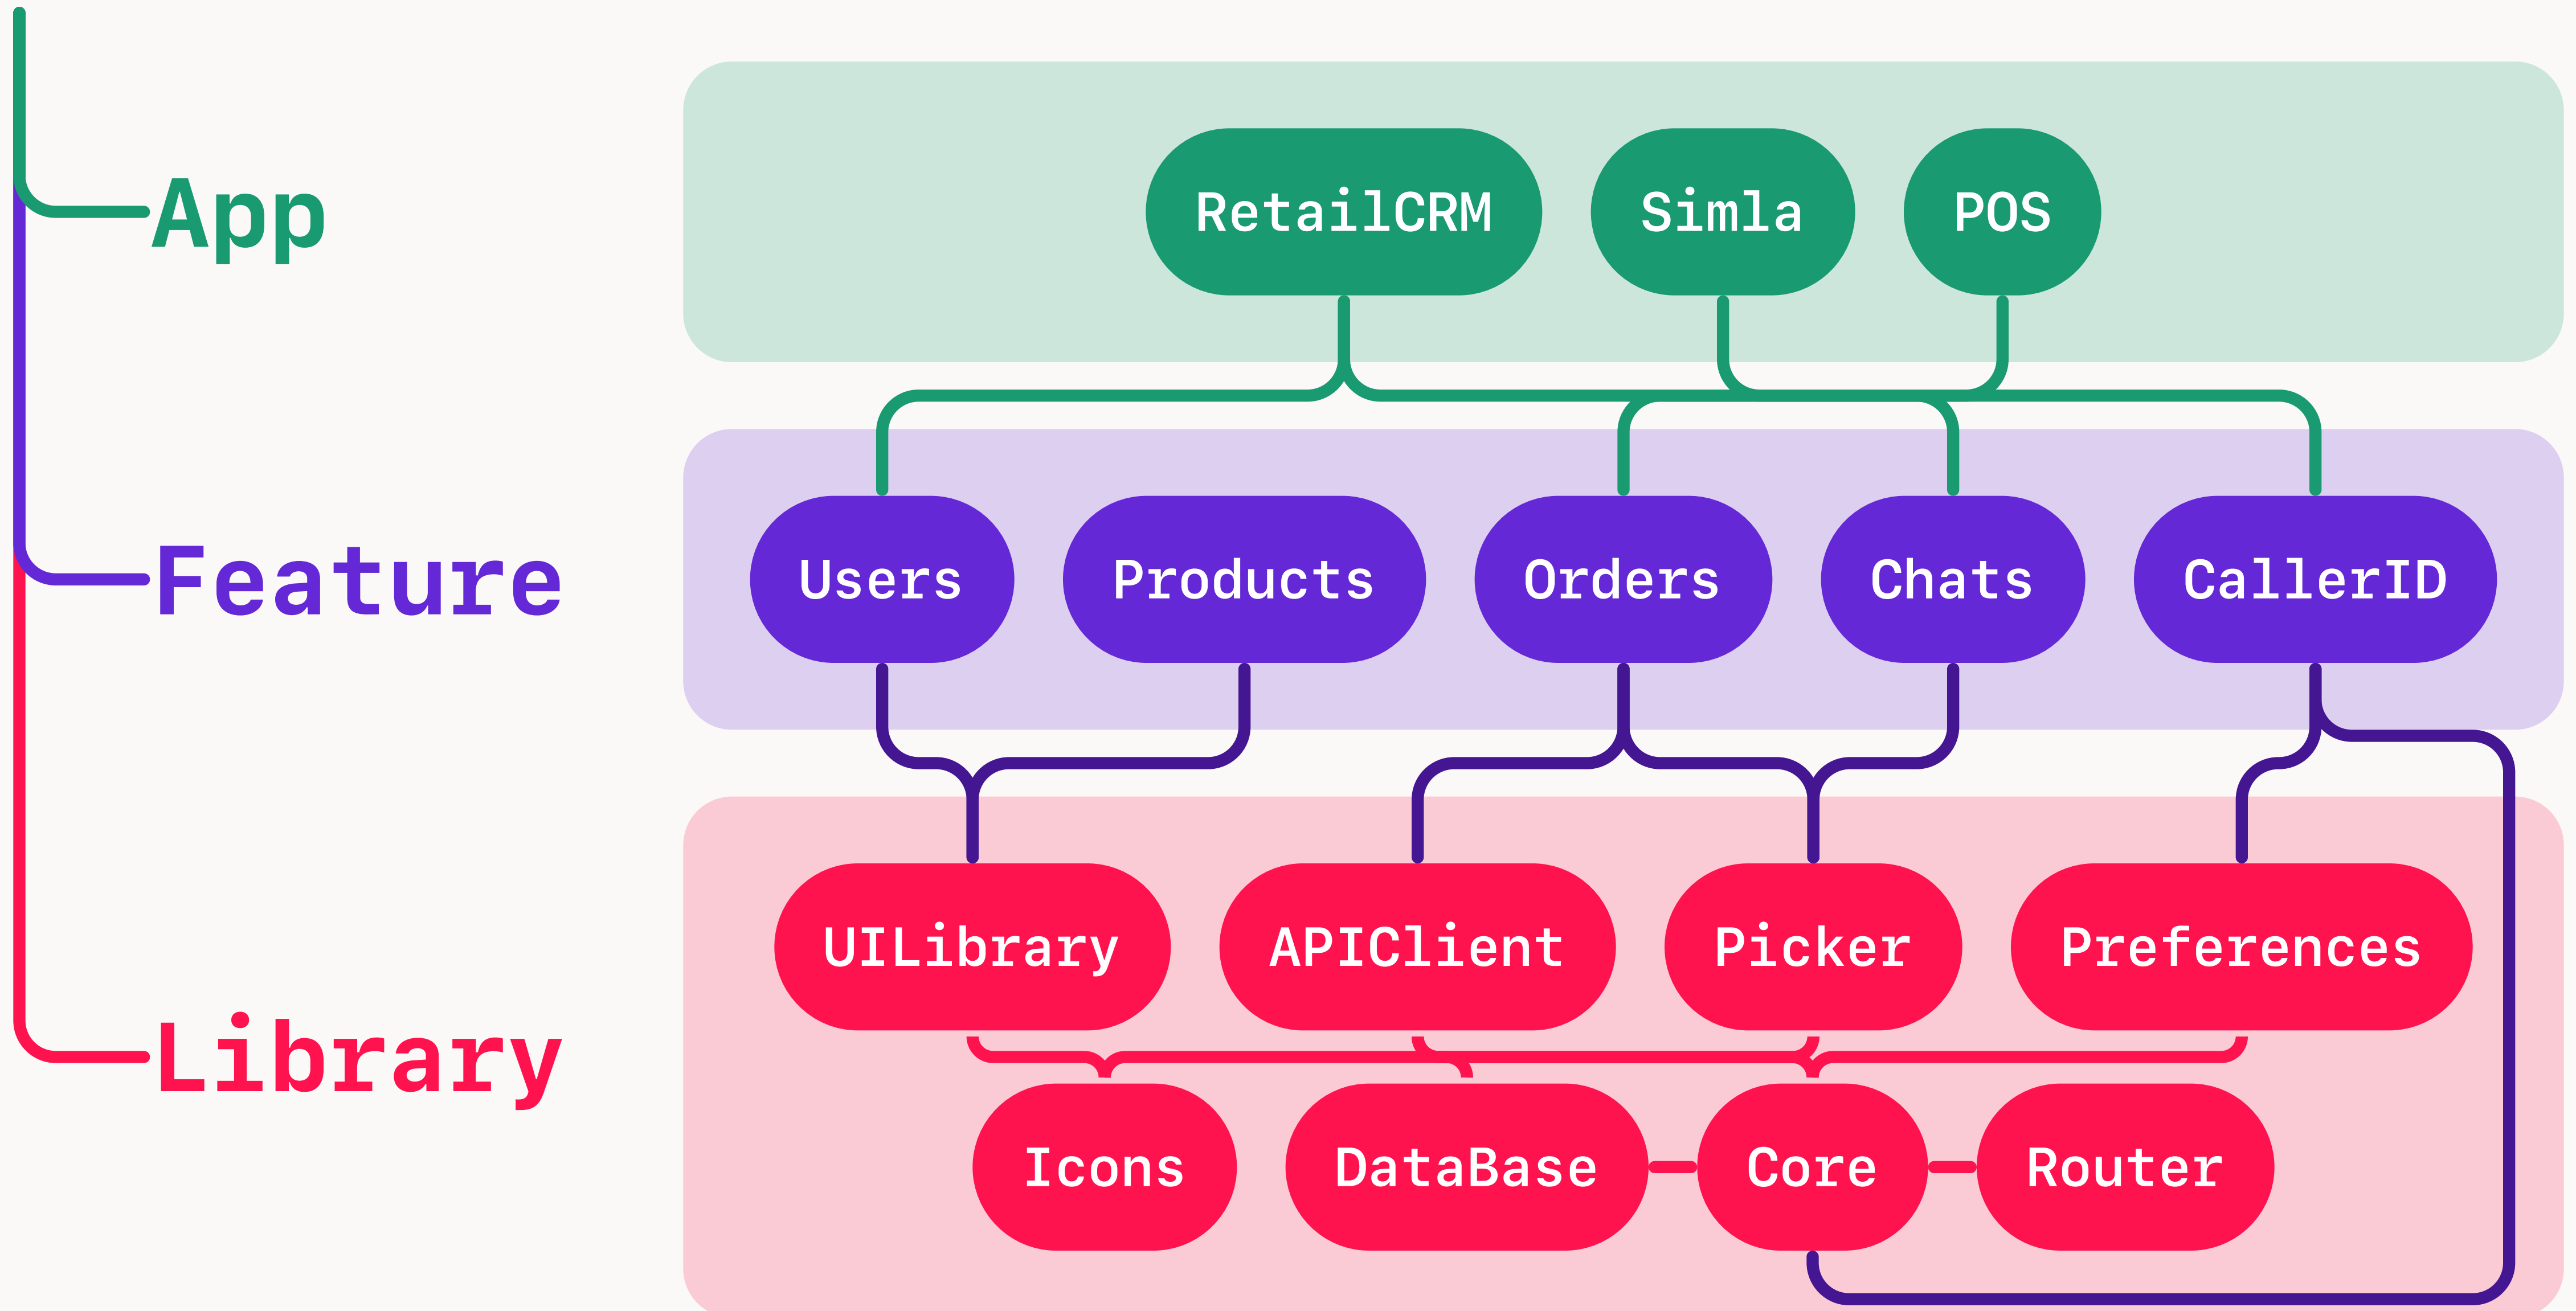 App
RetailCRM
Simla
POS
Feature
Users
Products
Orders
Chats
CallerID
Library
UILibrary
APIClient
Picker
Preferences
Icons
DataBase
Core
Router